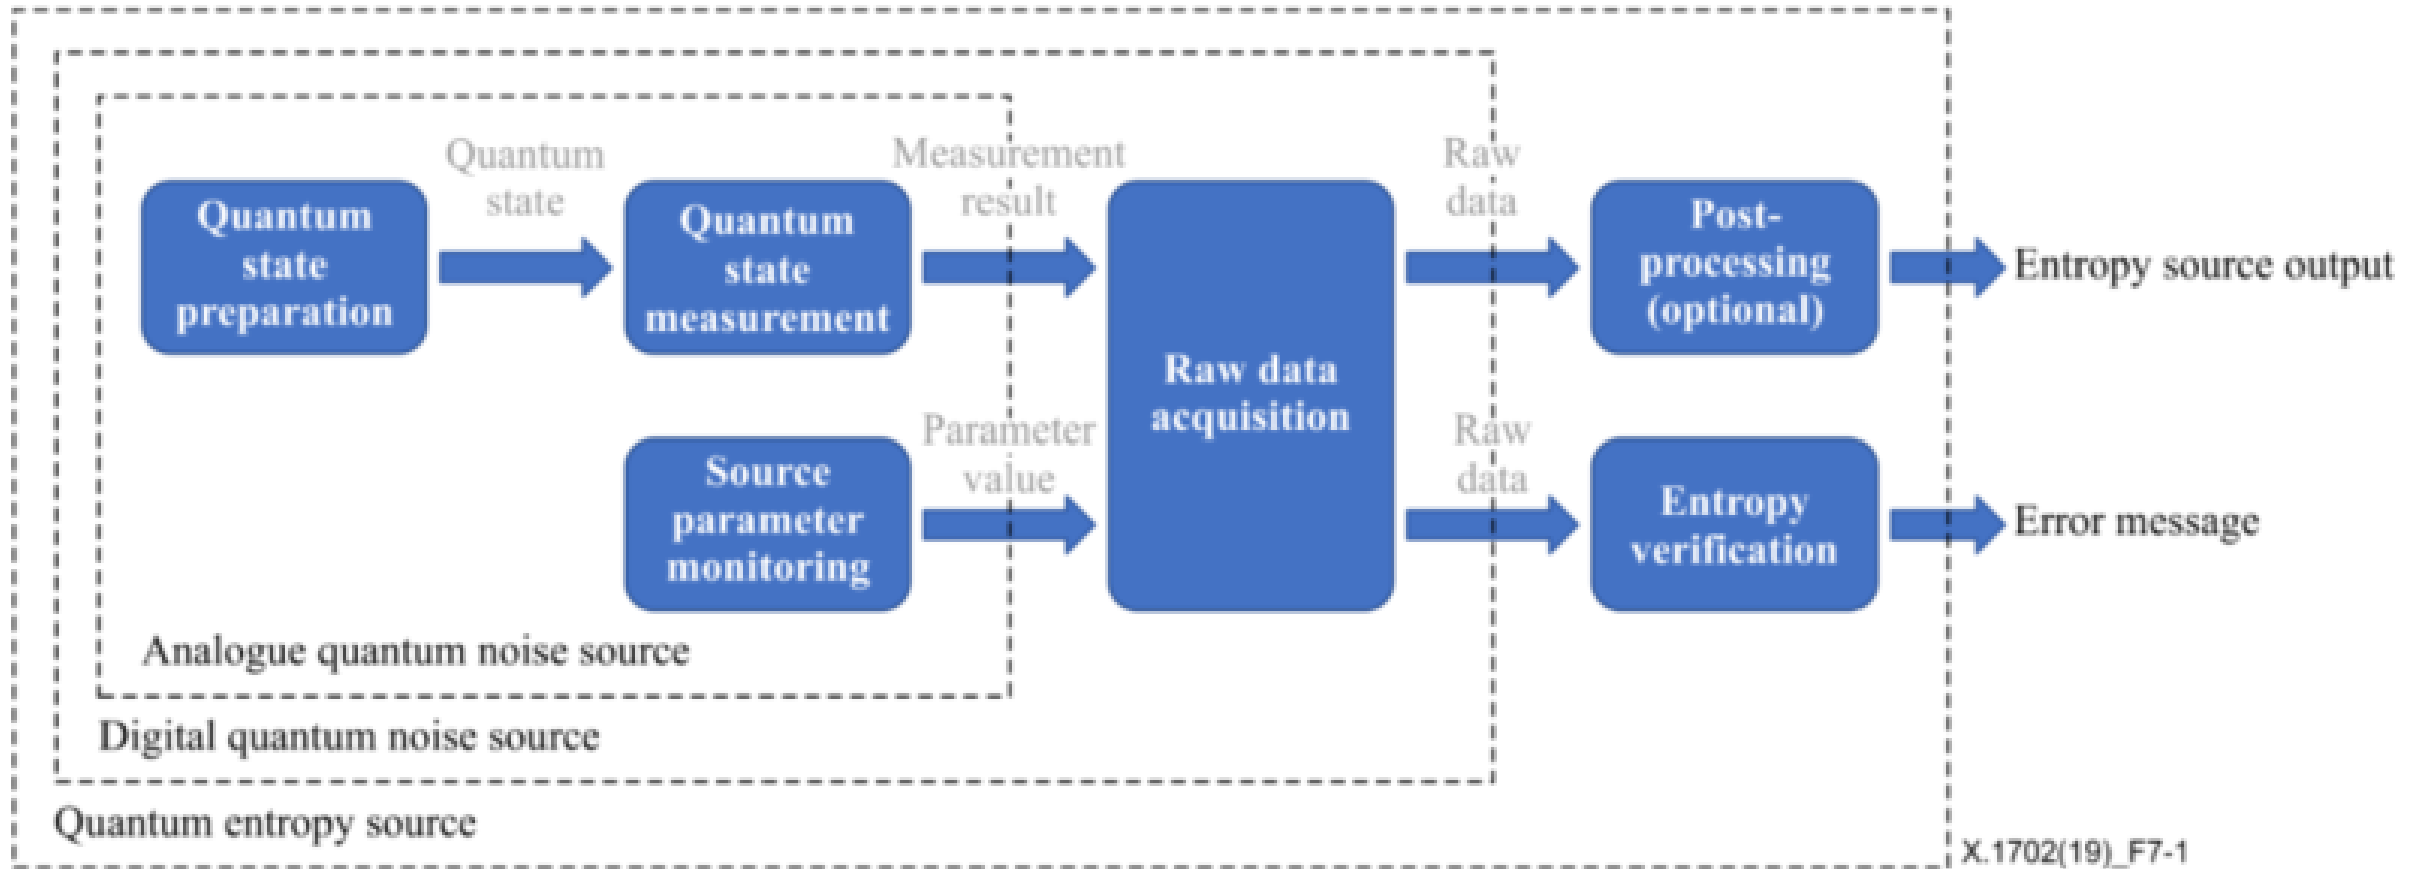 Quantum
state
Measurement
result
Raw
data
Quantum
state
preparation
Quantum
state
measurement
Post-
processing
(optional)
Entropy source output
Raw data
acquisition
Parameter
value
Raw
data
Source
parameter
monitoring
Entropy
verification
Error message
Analogue quantum noise source
Digital quantum noise source
Quantum entropy source
X.1702(19)_F7-1